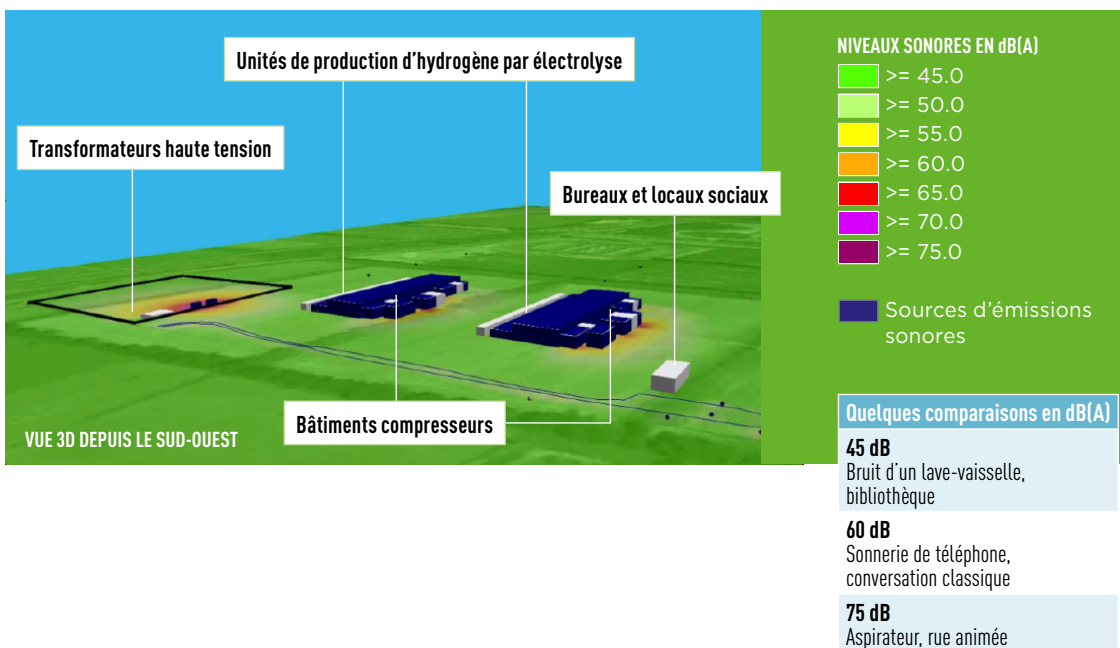 Unités de production d'hydrogène par électrolyse
Transformateurs haute tension
Bureaux et locaux sociaux
Bâtiments compresseurs
VUE 3D DEPUIS LE SUD-OUEST
NIVEAUX SONORES EN dB(A)
>= 45.0
>= 50.0
>= 55.0
>= 60.0
>= 65.0
>= 70.0
>= 75.0
Sources d'émissions
sonores
Quelques comparaisons en dB(A)
45 dB
Bruit d'un lave-vaisselle,
bibliothèque
60 dB
Sonnerie de téléphone,
conversation classique
75 dB
Aspirateur, rue animée